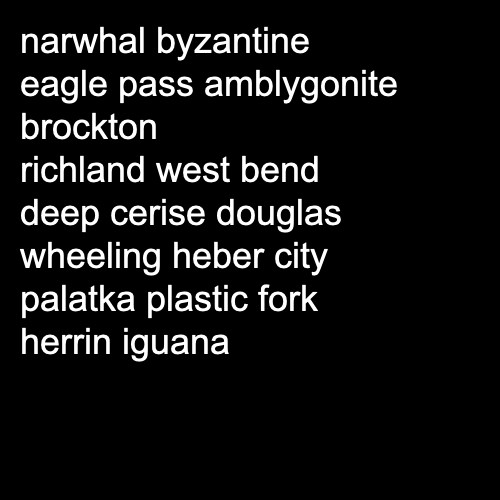 narwhal byzantine
eagle pass amblygonite
brockton
richland west bend
deep cerise douglas
wheeling heber city
palatka plastic fork
herrin iguana